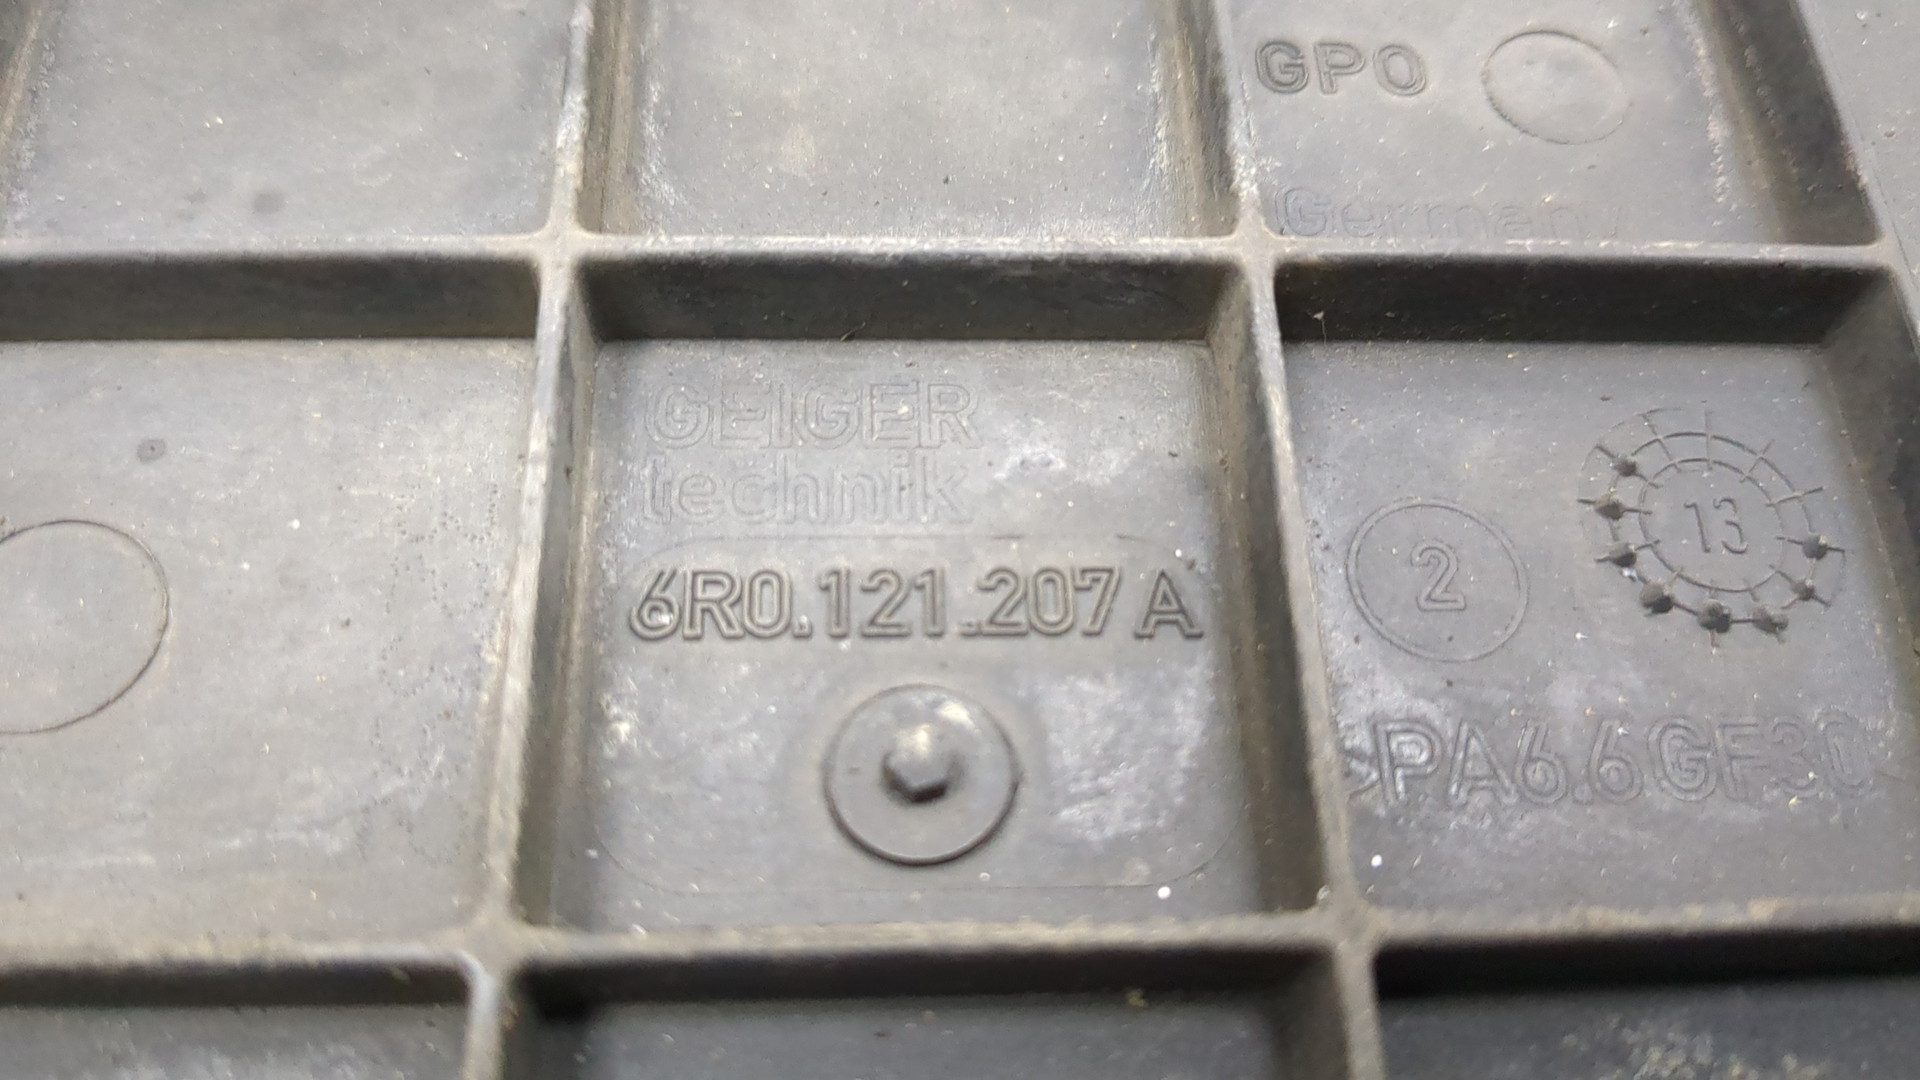 GPO
Germany
GEIGER
technik
6R0.121.207 A
2
13
>PA6.6GF30